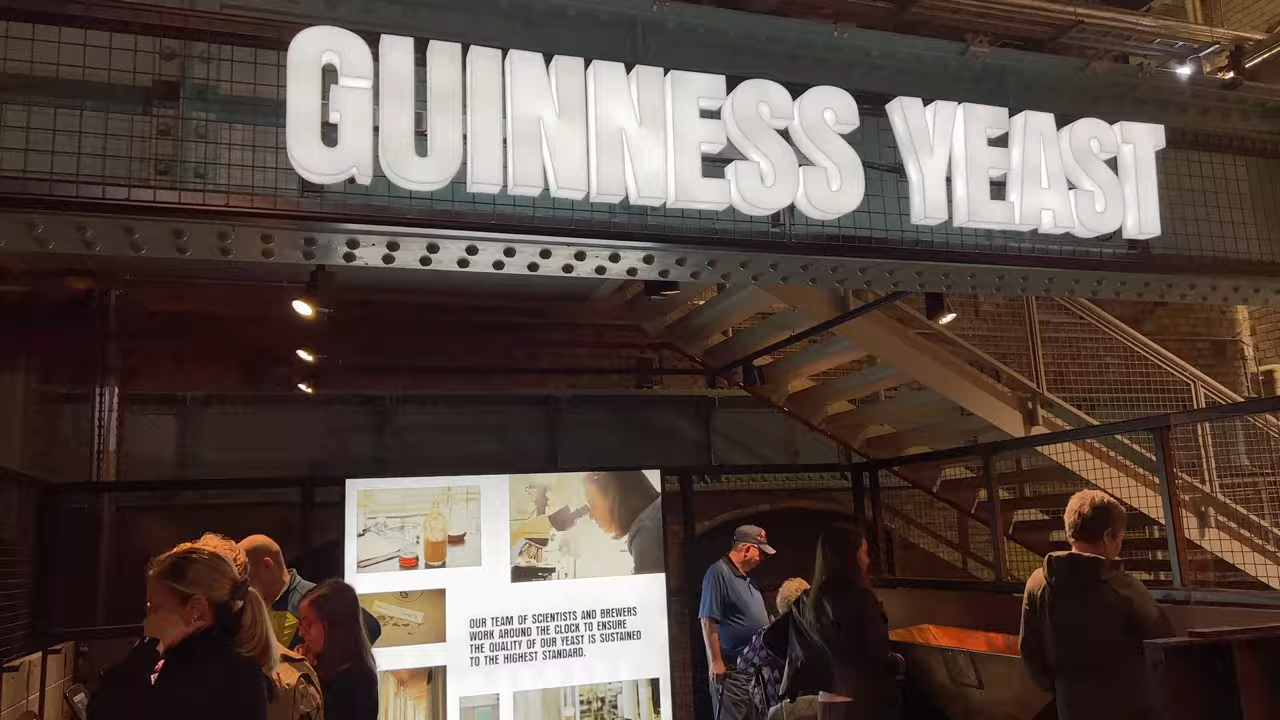 GUINNESS YEAST
OUR TEAM OF SCIENTISTS AND BREWERS
WORK AROUND THE CLOCK TO ENSURE
THE QUALITY OF OUR YEAST IS SUSTAINED
TO THE HIGHEST STANDARD.